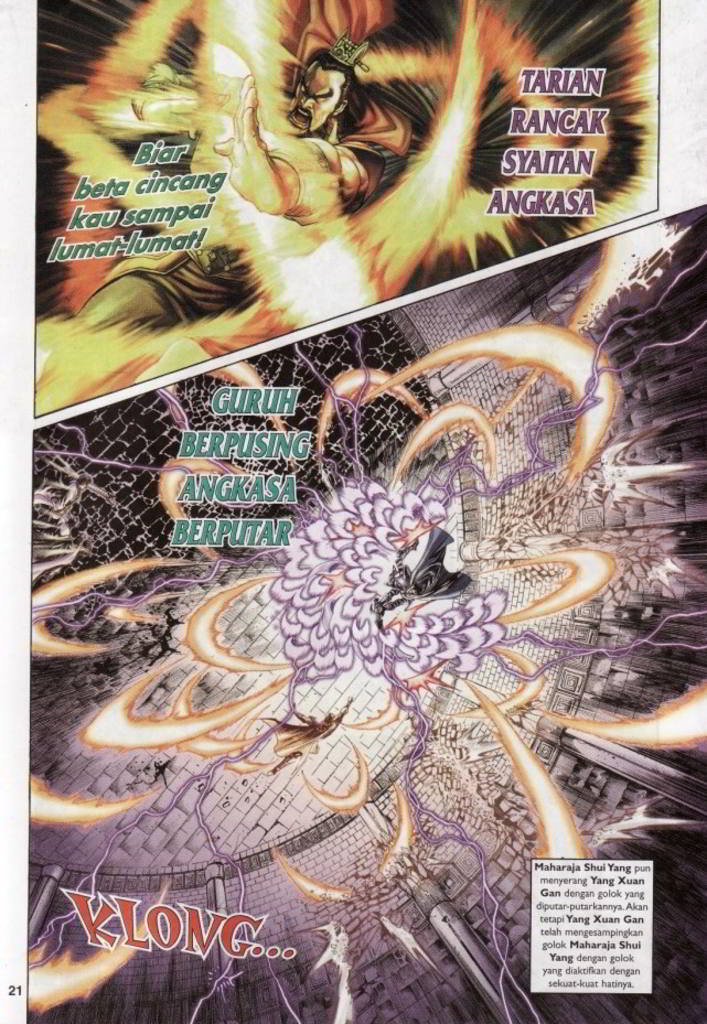 TARIAN
RANCAK
SYAITAN
ANGKASA
Biar
beta cincang
kau sampai
lumat-lumat!
GURUH
BERPUSING
ANGKASA
BERPUTAR
KLONG...
Maharaja Shui Yang pun
menyerang Yang Xuan
Gan dengan golok yang
diputar-putarkannya. Akan
tetapi Yang Xuan Gan
telah mengesampingkan
golok Maharaja Shui
Yang dengan golok
yang diaktifkan dengan
sekuat-kuat hatinya.
21